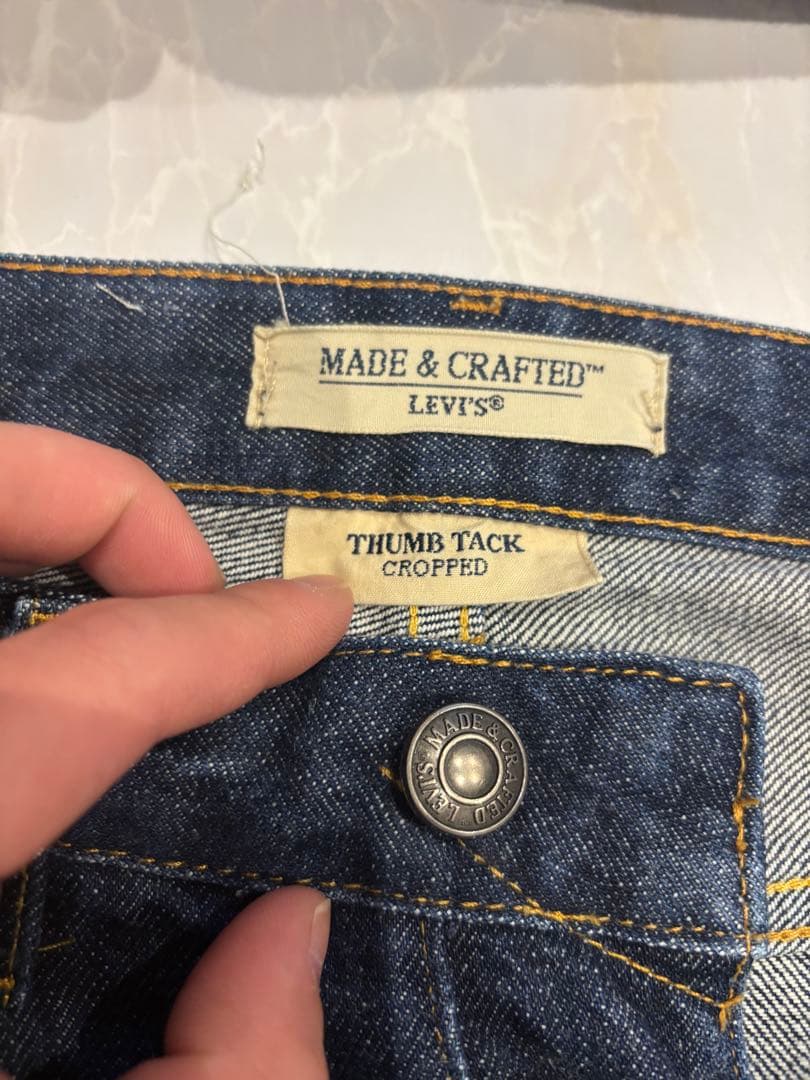 MADE & CRAFTED™
LEVI'S®
THUMB TACK
CROPPED
MADE & CRAFTED
LEVI'S